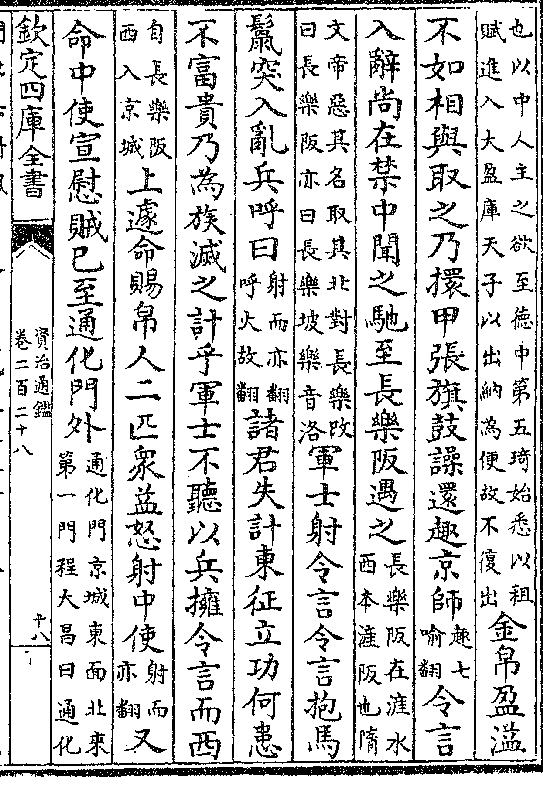 也以中人主之欲至德中第五琦始悉以租
賦進入大盈庫天子以出納為便故不復出
金帛盈溢
不如相與取之乃擐甲張旗鼓譟還趣京師
趣七
喻翻
令言
入辭尚在禁中聞之馳至長樂阪遇之
長樂阪在滻水
西本滻阪也隋
文帝惡其名取其北對長樂改
曰長樂阪亦曰長樂坡樂音洛
軍士射令言令言抱馬
鬛突入亂兵呼曰
射而亦翻
呼火故翻
諸君失計東征立功何患
不富貴乃為族滅之計乎軍士不聽以兵擁令言而西
自長樂阪
西入京城
上遽命賜帛人二匹衆益怒射中使
射而
亦翻
又
命中使宣慰賊已至通化門外
通化門京城東面北來
第一門程大昌曰通化
欽定四庫全書
資治通鑑
卷二百二十八
十八